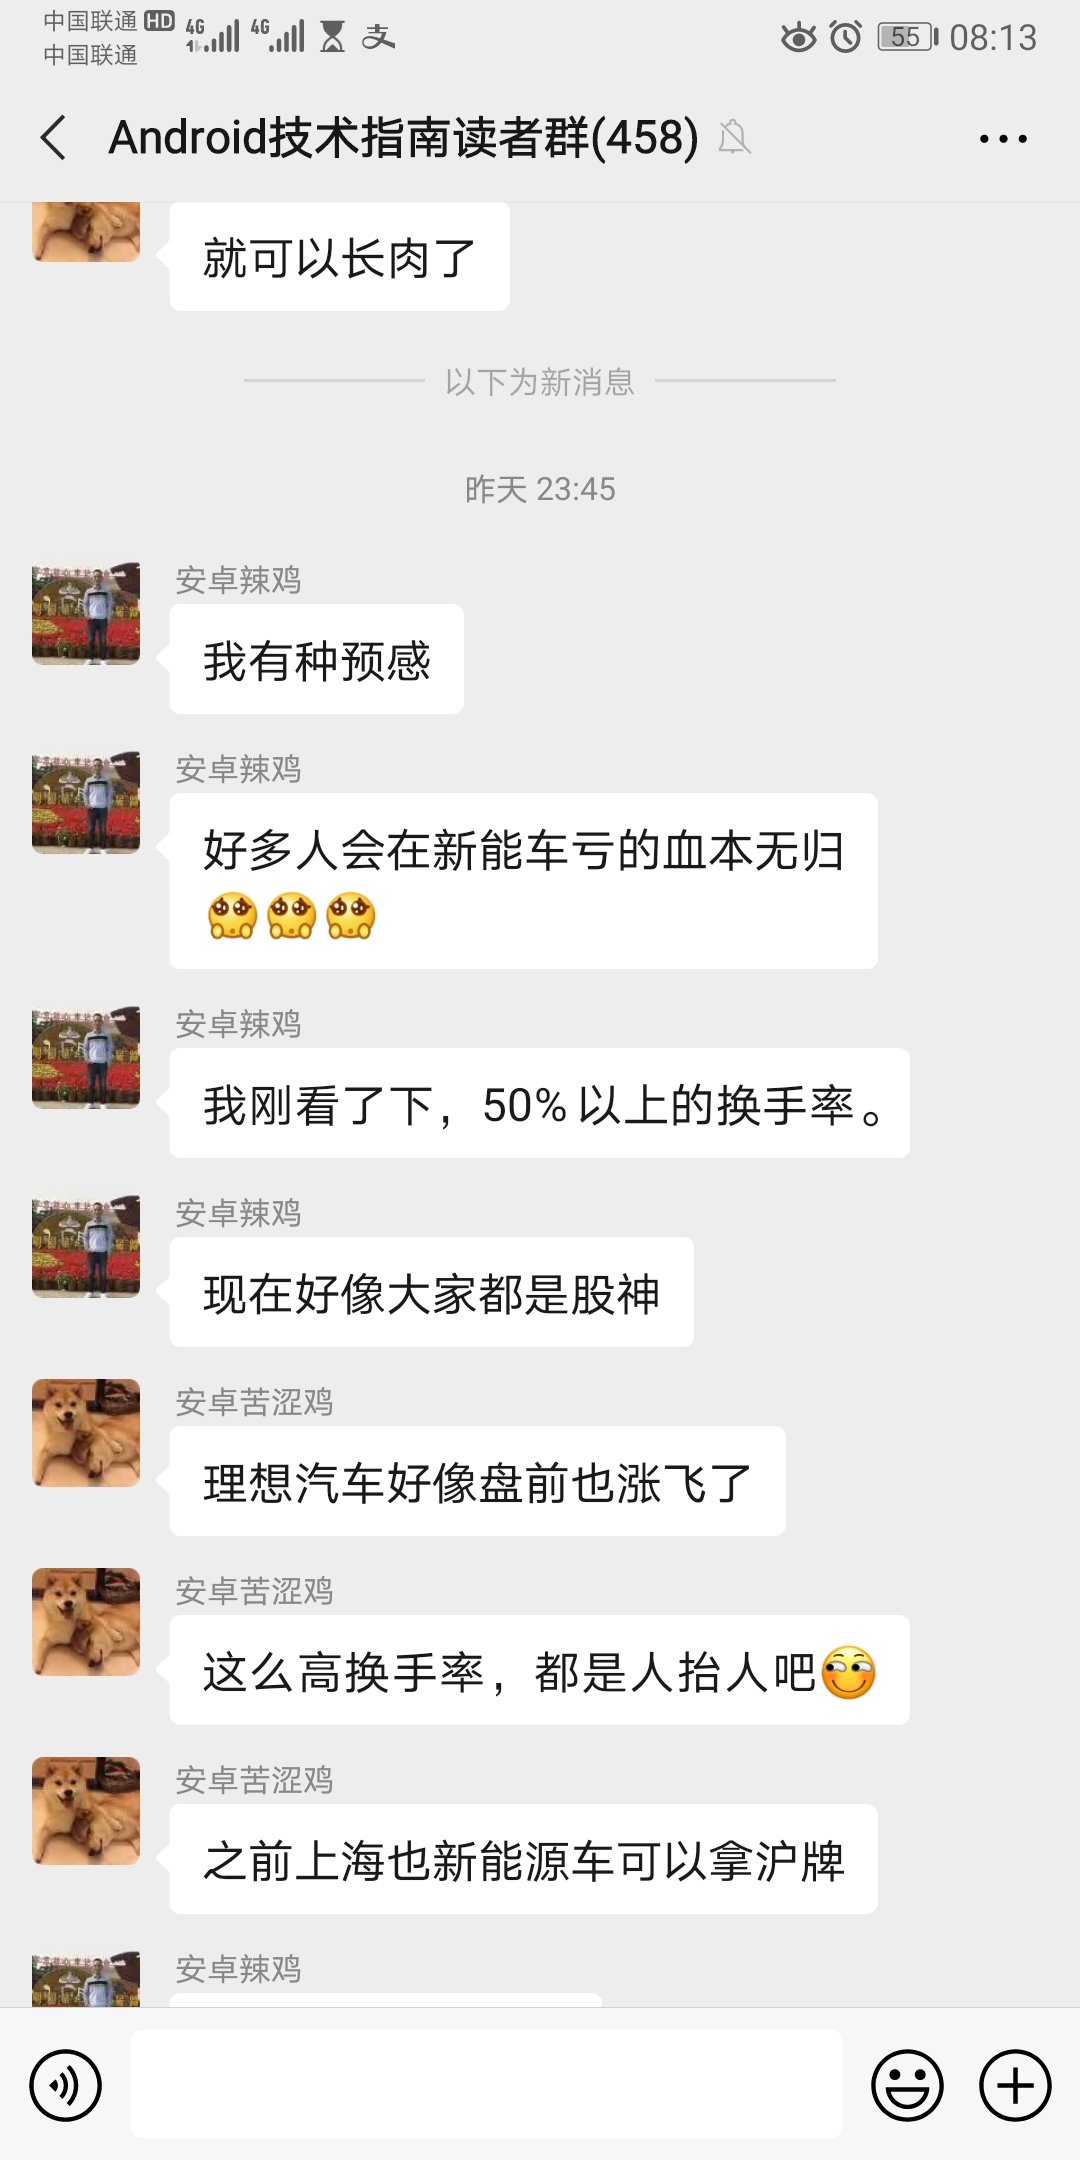 中国联通 HD 4G 4G 支 55 08:13
中国联通
Android技术指南读者群(458)
就可以长肉了
以下为新消息
昨天 23:45
安卓辣鸡
我有种预感
安卓辣鸡
好多人会在新能车亏的血本无归
安卓辣鸡
我刚看了下，50%以上的换手率。
安卓辣鸡
现在好像大家都是股神
安卓苦涩鸡
理想汽车好像盘前也涨飞了
安卓苦涩鸡
这么高换手率，都是人抬人吧
安卓苦涩鸡
之前上海也新能源车可以拿沪牌
安卓辣鸡